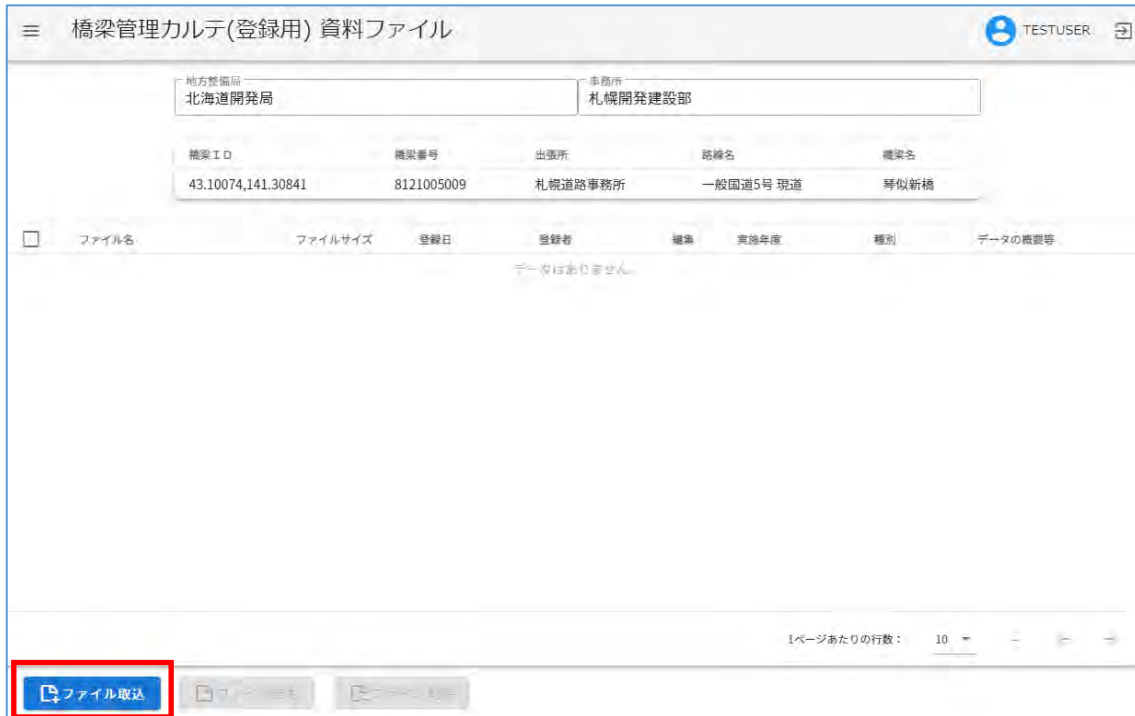 橋梁管理カルテ(登録用) 資料ファイル
TESTUSER
地方整備局 事務所
北海道開発局 札幌開発建設部
橋梁ID 橋梁番号 出張所 路線名 橋梁名
43.10074,141.30841 8121005009 札幌道路事務所 一般国道5号 現道 琴似新橋
ファイル名 ファイルサイズ 登録日 登録者 編集 実施年度 種別 データの概要等
データはありません
1ページあたりの行数： 10
ファイル取込